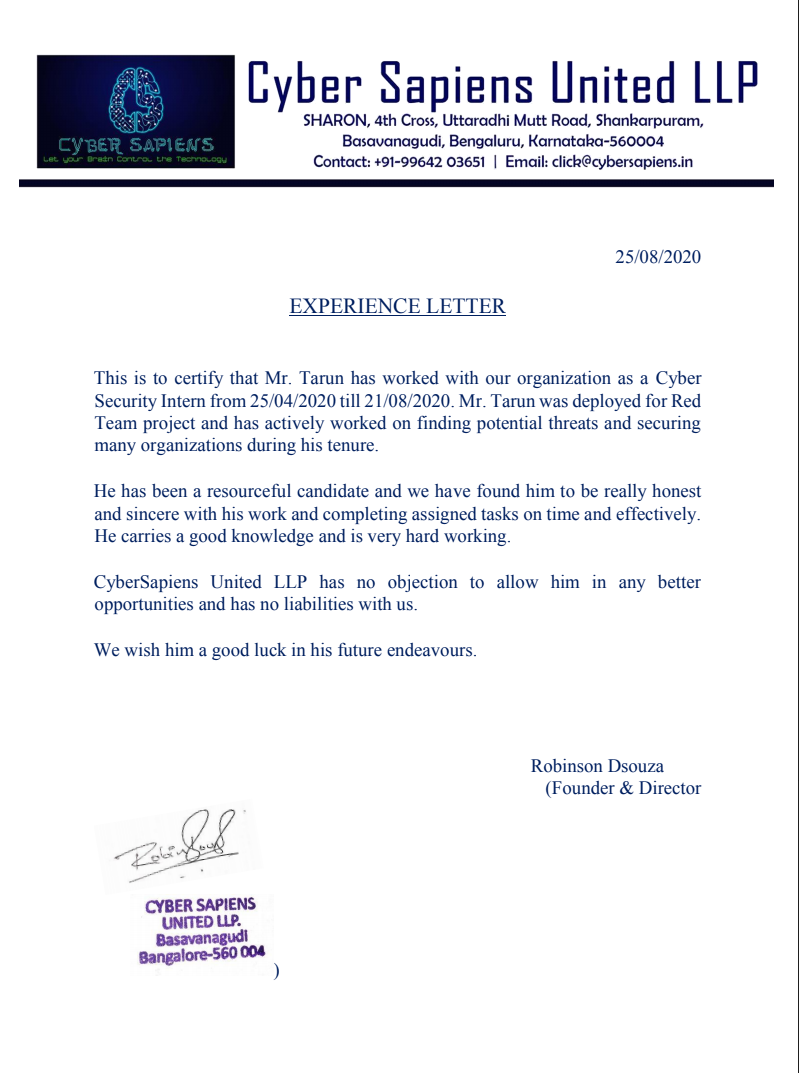 CYBER SAPIENS
Let your Brain Control the Technology
Cyber Sapiens United LLP
SHARON, 4th Cross, Uttaradhi Mutt Road, Shankarpuram,
Basavanagudi, Bengaluru, Karnataka-560004
Contact: +91-99642 03651 | Email: click@cybersapiens.in
25/08/2020
EXPERIENCE LETTER
This is to certify that Mr. Tarun has worked with our organization as a Cyber
Security Intern from 25/04/2020 till 21/08/2020. Mr. Tarun was deployed for Red
Team project and has actively worked on finding potential threats and securing
many organizations during his tenure.
He has been a resourceful candidate and we have found him to be really honest
and sincere with his work and completing assigned tasks on time and effectively.
He carries a good knowledge and is very hard working.
CyberSapiens United LLP has no objection to allow him in any better
opportunities and has no liabilities with us.
We wish him a good luck in his future endeavours.
Robinson Dsouza
(Founder & Director
CYBER SAPIENS
UNITED LLP.
Basavanagudi
Bangalore-560 004
)